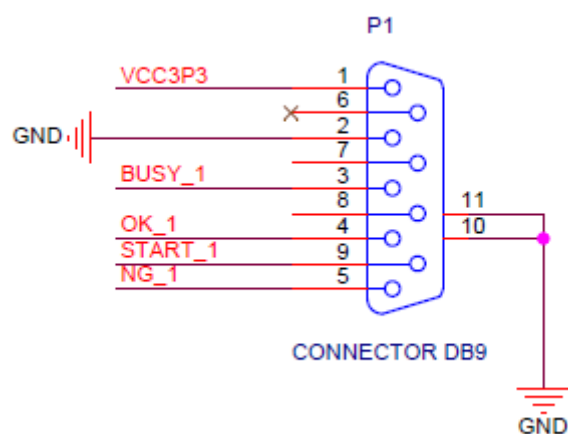 P1
VCC3P3 1
6
GND 2
7
BUSY_1 3
8 11
OK_1 4 10
START_1 9
NG_1 5
CONNECTOR DB9
GND